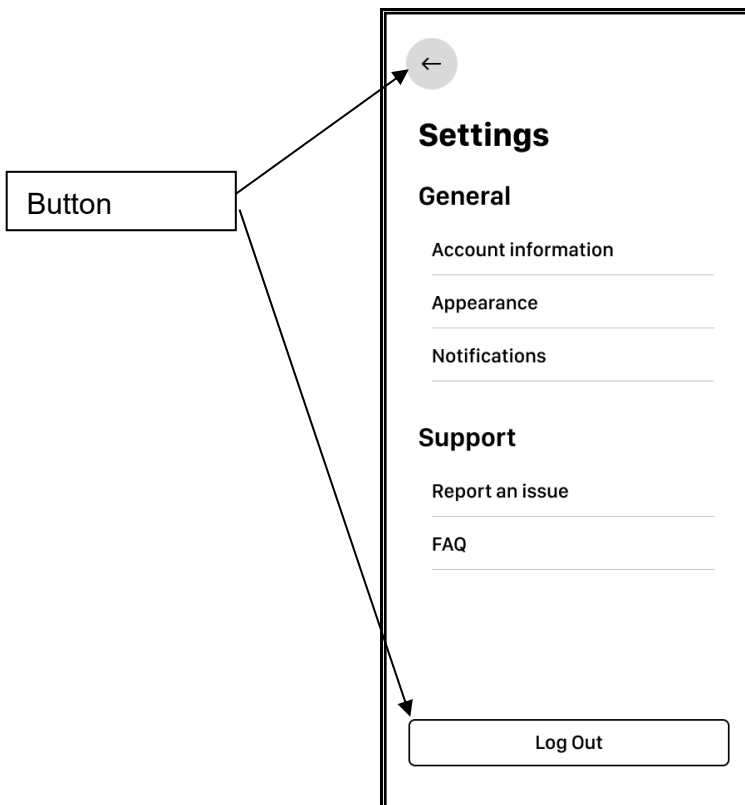 Settings
Button
General
Account information
Appearance
Notifications
Support
Report an issue
FAQ
Log Out